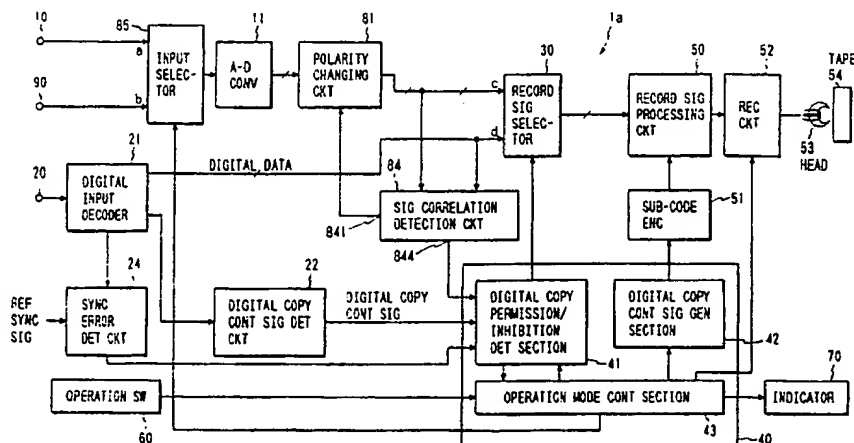 10
85
a
INPUT
SELEC-
TOR
90
b
11
A-D
CONV
81
POLARITY
CHANGING
CKT
1a
30
c
RECORD
SIG
SELEC-
TOR
d
50
RECORD SIG
PROCESSING
CKT
52
REC
CKT
TAPE
54
53
HEAD
20
21
DIGITAL
INPUT
DECODER
DIGITAL DATA
84
SIG CORRELATION
DETECTION CKT
841
844
SUB-CODE
ENC
51
REF
SYNC
SIG
24
SYNC
ERROR
DET CKT
22
DIGITAL COPY
CONT SIG DET
CKT
DIGITAL COPY
CONT SIG
DIGITAL COPY
PERMISSION/
INHIBITION
DET SECTION
41
DIGITAL COPY
CONT SIG GEN
SECTION
42
OPERATION SW
60
OPERATION MODE CONT SECTION
43
70
INDICATOR
40